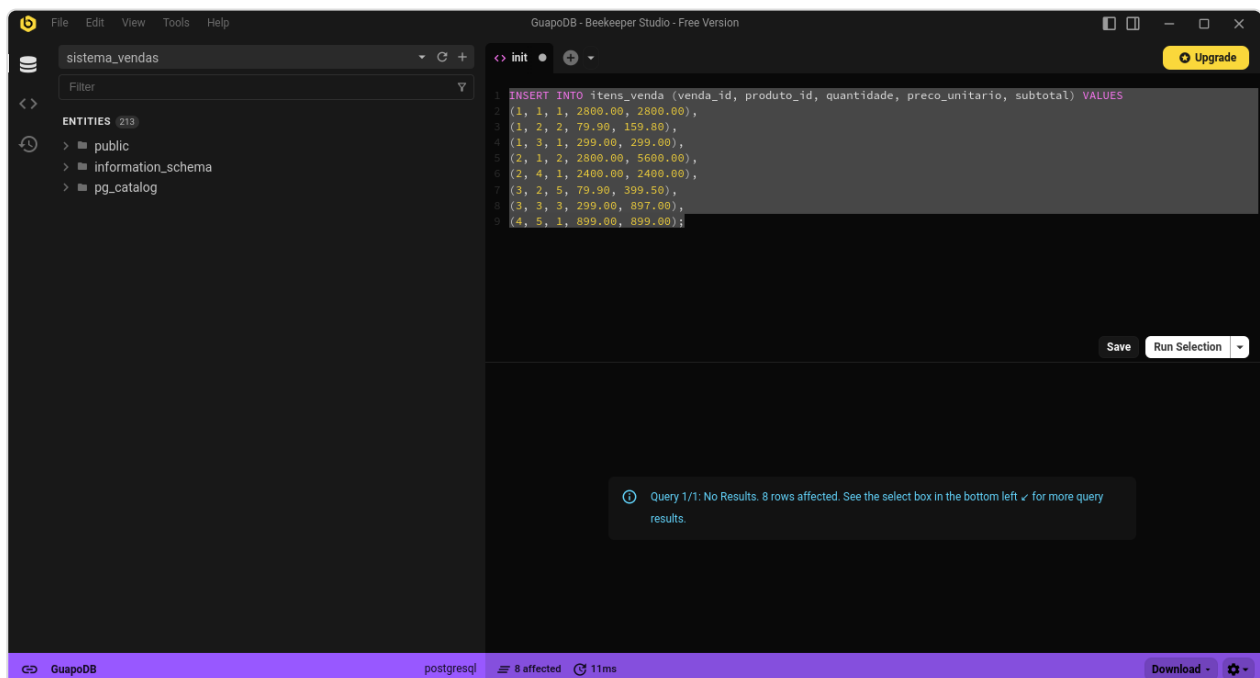 File Edit View Tools Help
GuapoDB - Beekeeper Studio - Free Version
sistema_vendas
Filter
ENTITIES 213
public
information_schema
pg_catalog
<> init
Upgrade
1 INSERT INTO itens_venda (venda_id, produto_id, quantidade, preco_unitario, subtotal) VALUES
2 (1, 1, 1, 2800.00, 2800.00),
3 (1, 2, 2, 79.90, 159.80),
4 (1, 3, 1, 299.00, 299.00),
5 (2, 1, 2, 2800.00, 5600.00),
6 (2, 4, 1, 2400.00, 2400.00),
7 (3, 2, 5, 79.90, 399.50),
8 (3, 3, 3, 299.00, 897.00),
9 (4, 5, 1, 899.00, 899.00);
Save Run Selection
Query 1/1: No Results. 8 rows affected. See the select box in the bottom left ↙ for more query
results.
GuapoDB postgresql 8 affected 11ms Download